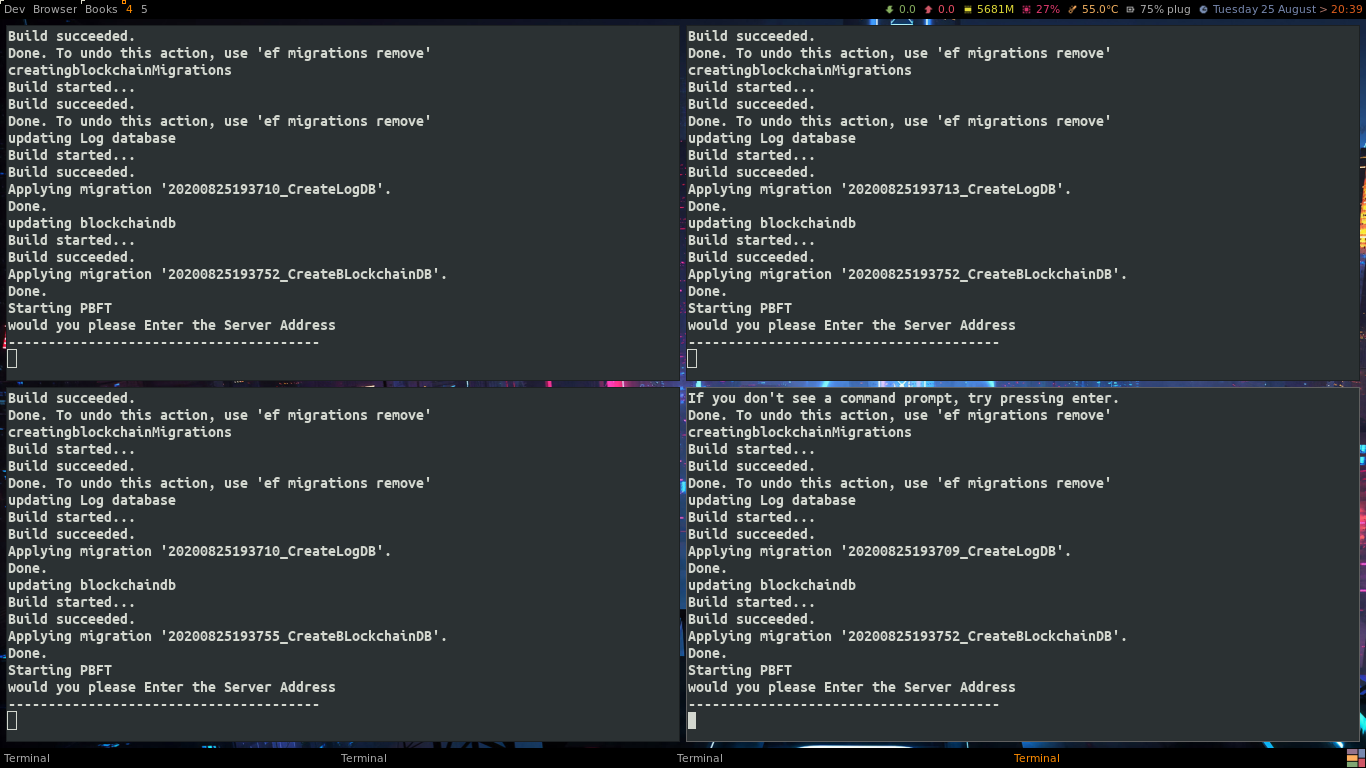 Dev Browser Books 4 5
0.0 0.0 5681M 27% 55.0°C 75% plug Tuesday 25 August > 20:39
Build succeeded.
Done. To undo this action, use 'ef migrations remove'
creatingblockchainMigrations
Build started...
Build succeeded.
Done. To undo this action, use 'ef migrations remove'
updating Log database
Build started...
Build succeeded.
Applying migration '20200825193710_CreateLogDB'.
Done.
updating blockchaindb
Build started...
Build succeeded.
Applying migration '20200825193752_CreateBLockchainDB'.
Done.
Starting PBFT
would you please Enter the Server Address
---------------------------------------
Build succeeded.
Done. To undo this action, use 'ef migrations remove'
creatingblockchainMigrations
Build started...
Build succeeded.
Done. To undo this action, use 'ef migrations remove'
updating Log database
Build started...
Build succeeded.
Applying migration '20200825193713_CreateLogDB'.
Done.
updating blockchaindb
Build started...
Build succeeded.
Applying migration '20200825193752_CreateBLockchainDB'.
Done.
Starting PBFT
would you please Enter the Server Address
---------------------------------------
Build succeeded.
Done. To undo this action, use 'ef migrations remove'
creatingblockchainMigrations
Build started...
Build succeeded.
Done. To undo this action, use 'ef migrations remove'
updating Log database
Build started...
Build succeeded.
Applying migration '20200825193710_CreateLogDB'.
Done.
updating blockchaindb
Build started...
Build succeeded.
Applying migration '20200825193755_CreateBLockchainDB'.
Done.
Starting PBFT
would you please Enter the Server Address
---------------------------------------
If you don't see a command prompt, try pressing enter.
Done. To undo this action, use 'ef migrations remove'
creatingblockchainMigrations
Build started...
Build succeeded.
Done. To undo this action, use 'ef migrations remove'
updating Log database
Build started...
Build succeeded.
Applying migration '20200825193709_CreateLogDB'.
Done.
updating blockchaindb
Build started...
Build succeeded.
Applying migration '20200825193752_CreateBLockchainDB'.
Done.
Starting PBFT
would you please Enter the Server Address
---------------------------------------
Terminal Terminal Terminal Terminal